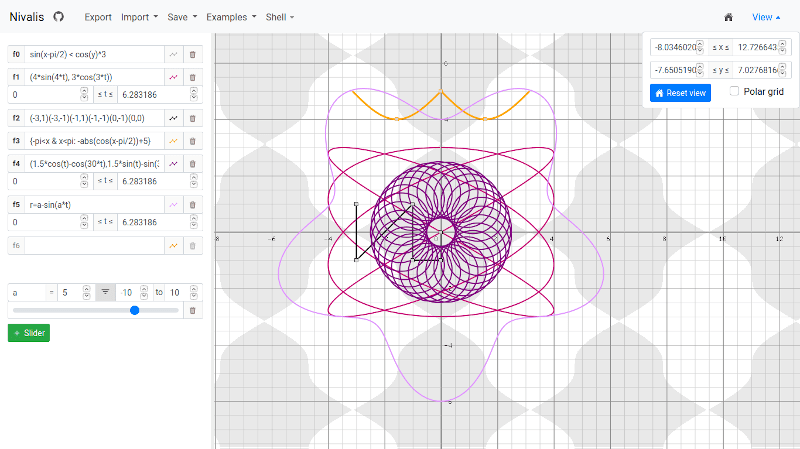 Nivalis Export Import Save Examples Shell View
-8.0346020 ≤ x ≤ 12.726643
-7.6505190 ≤ y ≤ 7.0276816
Reset view Polar grid
f0 sin(x-pi/2) < cos(y)^3
f1 (4*sin(4*t), 3*cos(3*t))
0 ≤ t ≤ 6.283186
f2 (-3,1)(-3,-1)(-1,1)(-1,-1)(0,-1)(0,0)
f3 {-pi<x & x<pi: -abs(cos(x-pi/2))+5}
f4 (1.5*cos(t)-cos(30*t),1.5*sin(t)-sin(3
0 ≤ t ≤ 6.283186
f5 r=a-sin(a*t)
0 ≤ t ≤ 6.283186
f6
a = 5 10 to 10
+ Slider
6
-8 -6 -4 -2 0 2 4 6 8 10 12
-4